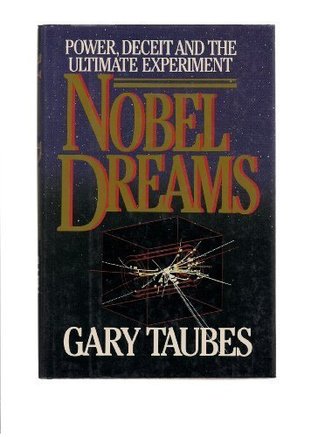 POWER, DECEIT AND THE
ULTIMATE EXPERIMENT
NOBEL
DREAMS
GARY TAUBES